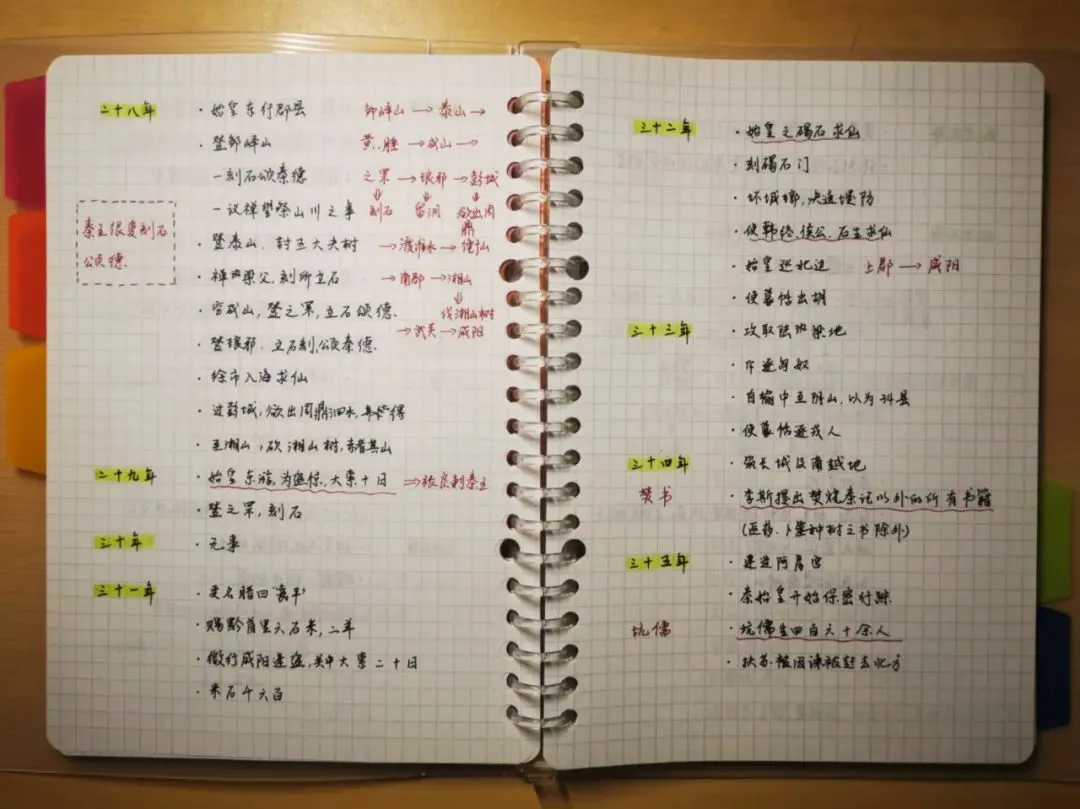 二十八年
· 始皇东行郡县
邹峄山 → 泰山 →
· 登邹峄山
黄、腄 → 成山 →
— 刻石颂秦德
之罘 → 琅邪 → 彭城
— 议禅望祭山川之事
刻石 留洞 欲出周鼎
秦王很爱刻石
颂德.
· 登泰山. 封五大夫树
→ 渡淮水 → 衡山
· 禅梁父, 刻所立石
→ 南郡 → 湘山
伐湘山树
· 穷成山, 登之罘, 立石颂德.
→ 武关 → 咸阳
· 登琅邪. 立石刻, 颂秦德.
· 徐市入海求仙
· 过彭城, 欲出周鼎泗水, 弗得
· 至湘山, 砍湘山树, 赭其山
二十九年
· 始皇东游, 为盗惊. 大索十日 ⇒ 张良刺秦王
· 登之罘, 刻石
三十年
· 无事
三十一年
· 更名腊曰"嘉平"
· 赐黔首里六石米, 二羊
· 微行咸阳逢盗, 关中大索二十日
· 米石千六百
三十二年
· 始皇之碣石求仙
· 刻碣石门
· 坏城郭, 决通堤防
· 使韩终、侯公. 石生求仙
· 始皇巡北边 上郡 → 咸阳
· 使蒙恬击胡
三十三年
· 攻取陆梁地
· 斥逐匈奴
· 自榆中至阴山, 以为34县
· 使蒙恬逐戎人
三十四年
· 筑长城及南越地
焚书
· 李斯提出焚烧秦记以外的所有书籍
(医药. 卜筮种树之书除外)
三十五年
· 建造阿房宫
· 秦始皇开始保密行踪
坑儒
· 坑儒生四百六十余人
· 扶苏被因谏被赶去北方